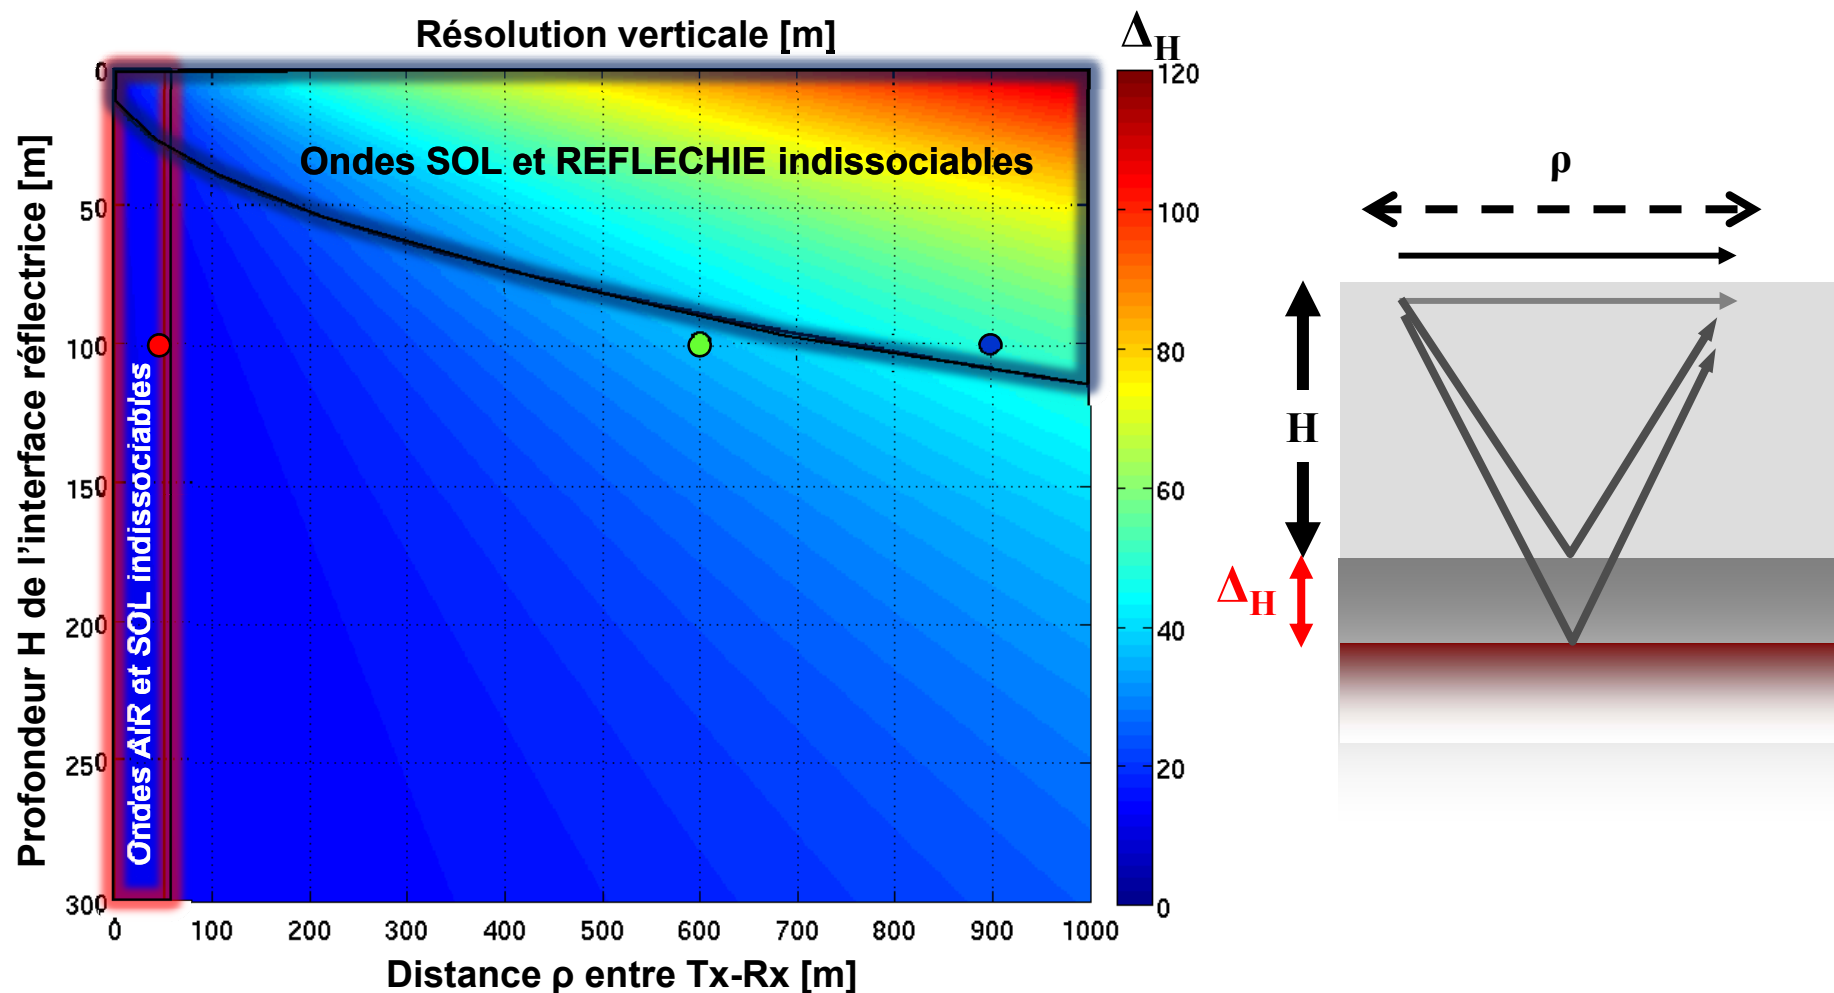 Résolution verticale [m]
Δ_H
Profondeur H de l'interface réflectrice [m]
0
50
100
150
200
250
300
Ondes SOL et REFLECHIE indissociables
Ondes AIR et SOL indissociables
0
100
200
300
400
500
600
700
800
900
1000
Distance ρ entre Tx-Rx [m]
120
100
80
60
40
20
0
ρ
H
Δ_H